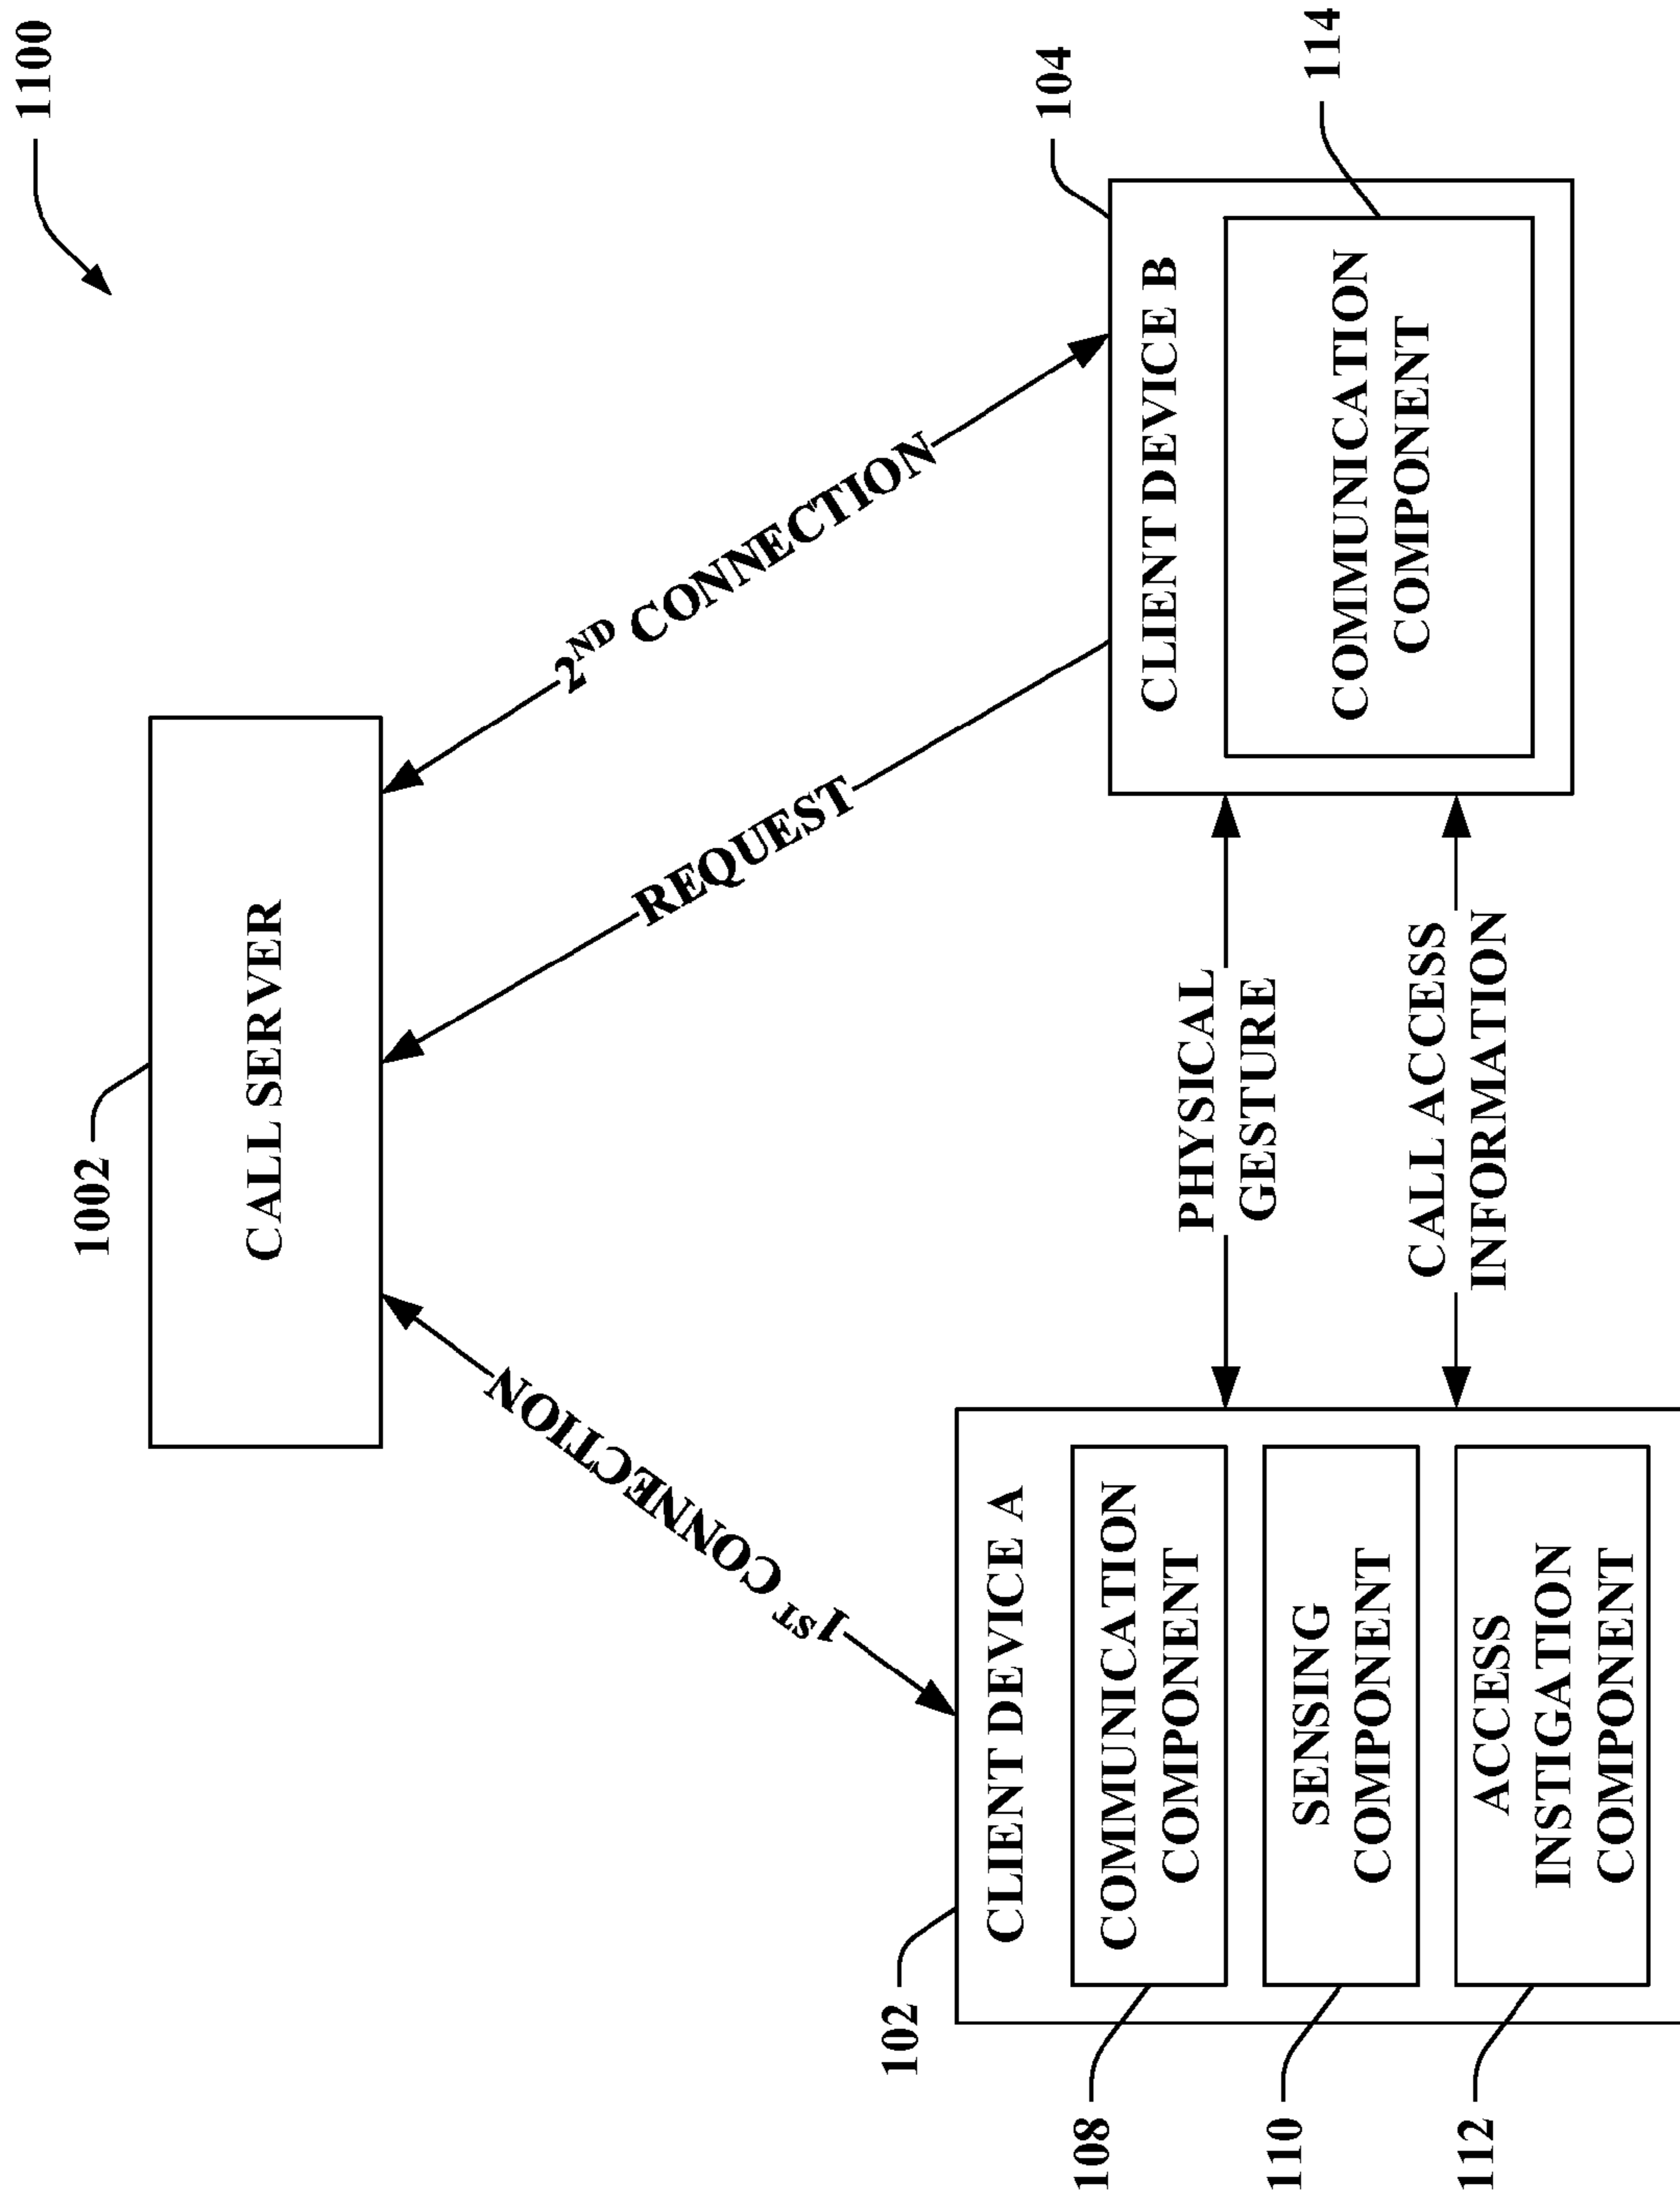 1100
1002
CALL SERVER
1ST CONNECTION
REQUEST
2ND CONNECTION
102
CLIENT DEVICE A
108
COMMUNICATION
COMPONENT
110
SENSING
COMPONENT
112
ACCESS
INSTIGATION
COMPONENT
PHYSICAL
GESTURE
CALL ACCESS
INFORMATION
104
CLIENT DEVICE B
114
COMMUNICATION
COMPONENT